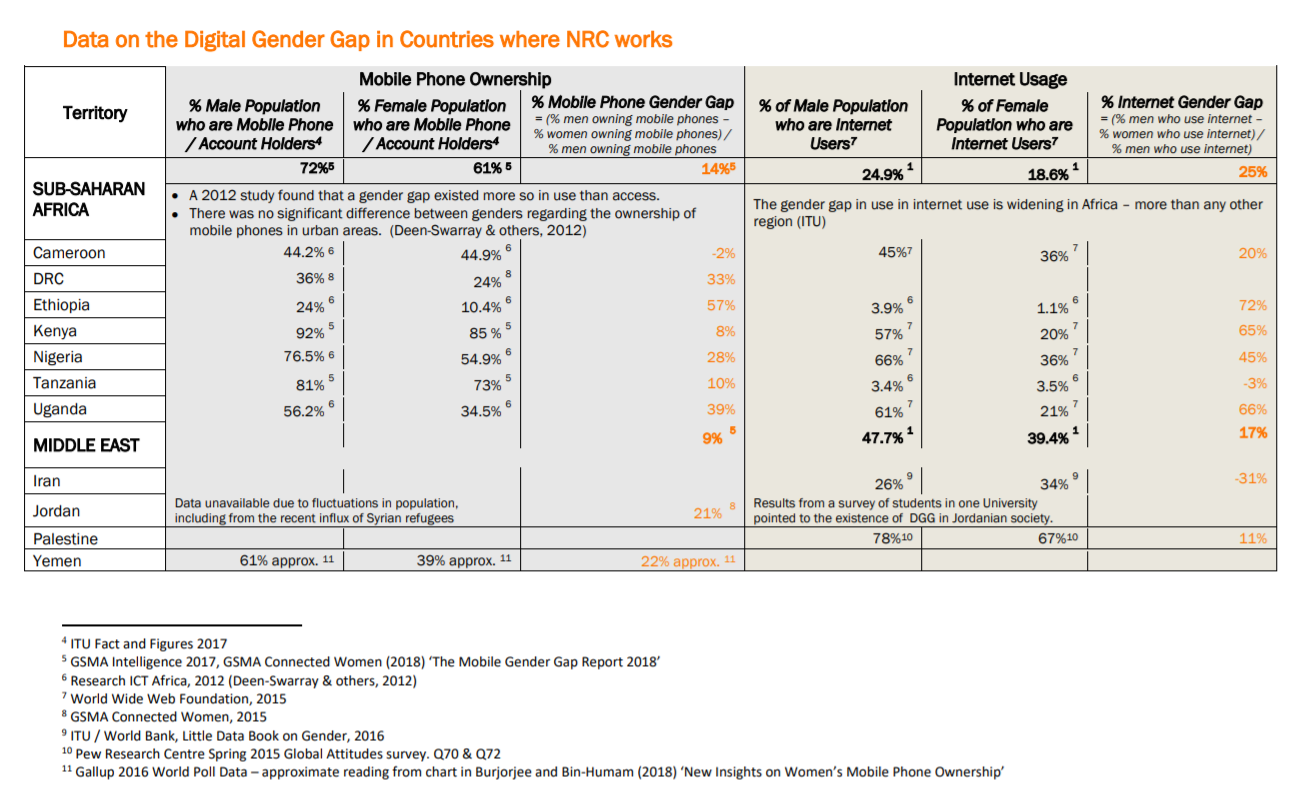 Data on the Digital Gender Gap in Countries where NRC works
Territory
Mobile Phone Ownership
Internet Usage
% Male Population
who are Mobile Phone
/ Account Holders⁴
% Female Population
who are Mobile Phone
/ Account Holders⁴
% Mobile Phone Gender Gap
= (% men owning mobile phones –
% women owning mobile phones) /
% men owning mobile phones
% of Male Population
who are Internet
Users⁷
% of Female
Population who are
Internet Users⁷
% Internet Gender Gap
= (% men who use internet –
% women who use internet) /
% men who use internet)
SUB-SAHARAN
AFRICA
72%⁵ 61% ⁵ 14%⁵ 24.9% ¹ 18.6% ¹ 25%
• A 2012 study found that a gender gap existed more so in use than access.
• There was no significant difference between genders regarding the ownership of
mobile phones in urban areas. (Deen-Swarray & others, 2012)
The gender gap in use in internet use is widening in Africa – more than any other
region (ITU)
Cameroon 44.2% ⁶ 44.9% ⁶ -2% 45%⁷ 36% ⁷ 20%
DRC 36% ⁸ 24% ⁸ 33%
Ethiopia 24% ⁶ 10.4% ⁶ 57% 3.9% ⁶ 1.1% ⁶ 72%
Kenya 92% ⁵ 85 % ⁵ 8% 57% ⁷ 20% ⁷ 65%
Nigeria 76.5% ⁶ 54.9% ⁶ 28% 66% ⁷ 36% ⁷ 45%
Tanzania 81% ⁵ 73% ⁵ 10% 3.4% ⁶ 3.5% ⁶ -3%
Uganda 56.2% ⁶ 34.5% ⁶ 39% 61% ⁷ 21% ⁷ 66%
MIDDLE EAST 9% ⁵ 47.7% ¹ 39.4% ¹ 17%
Iran 26% ⁹ 34% ⁹ -31%
Jordan
Data unavailable due to fluctuations in population,
including from the recent influx of Syrian refugees
21% ⁸
Results from a survey of students in one University
pointed to the existence of DGG in Jordanian society.
Palestine 78%¹⁰ 67%¹⁰ 11%
Yemen 61% approx. ¹¹ 39% approx. ¹¹ 22% approx. ¹¹
⁴ ITU Fact and Figures 2017
⁵ GSMA Intelligence 2017, GSMA Connected Women (2018) ‘The Mobile Gender Gap Report 2018’
⁶ Research ICT Africa, 2012 (Deen-Swarray & others, 2012)
⁷ World Wide Web Foundation, 2015
⁸ GSMA Connected Women, 2015
⁹ ITU / World Bank, Little Data Book on Gender, 2016
¹⁰ Pew Research Centre Spring 2015 Global Attitudes survey. Q70 & Q72
¹¹ Gallup 2016 World Poll Data – approximate reading from chart in Burjorjee and Bin-Humam (2018) ‘New Insights on Women’s Mobile Phone Ownership’